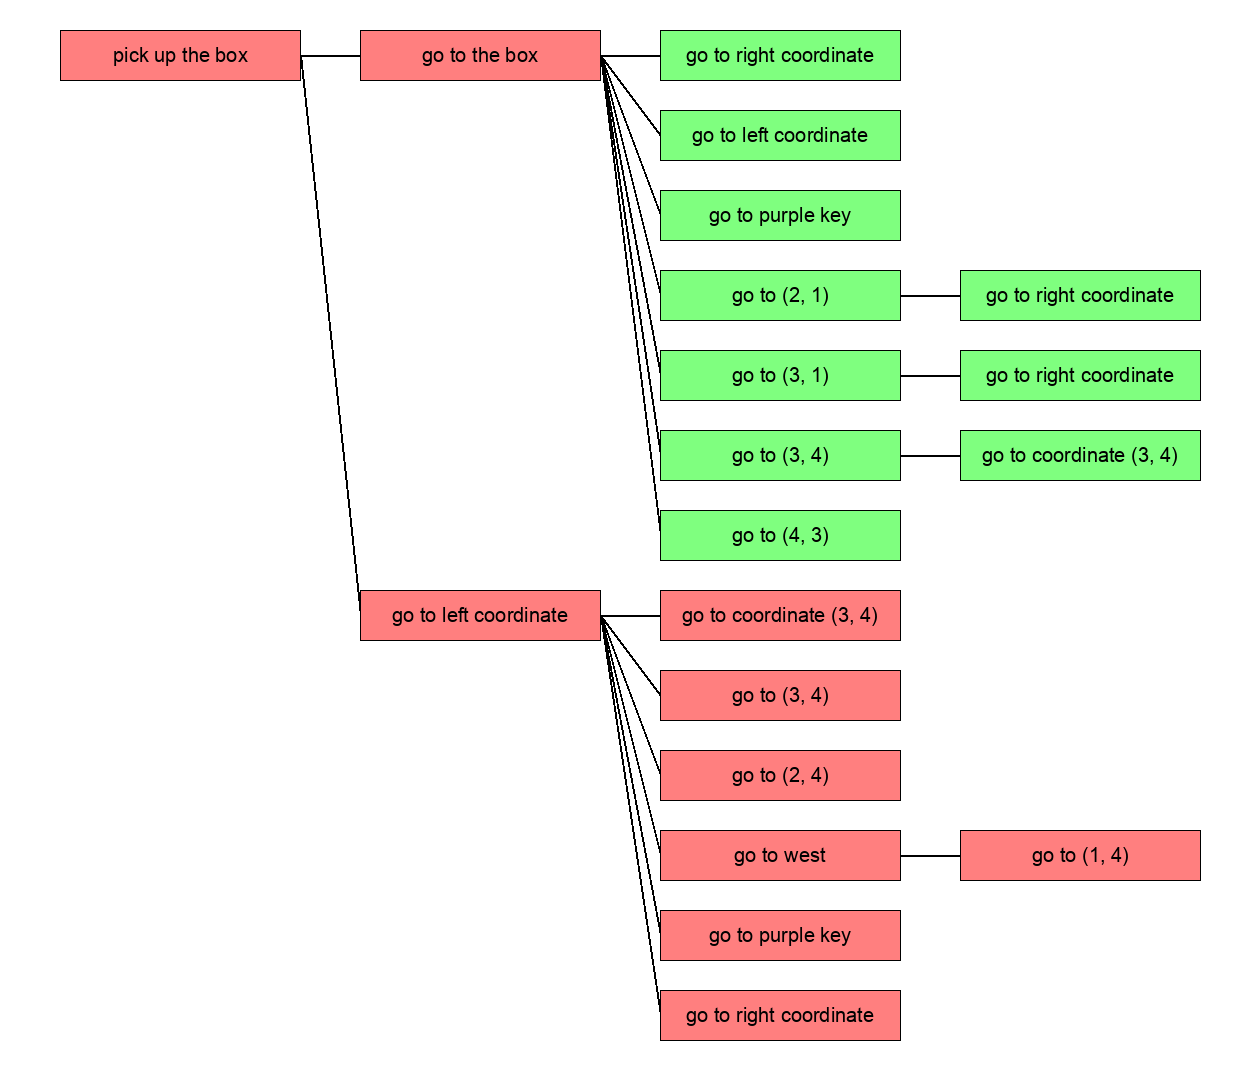 pick up the box
go to the box
go to right coordinate
go to left coordinate
go to purple key
go to (2, 1)
go to right coordinate
go to (3, 1)
go to right coordinate
go to (3, 4)
go to coordinate (3, 4)
go to (4, 3)
go to left coordinate
go to coordinate (3, 4)
go to (3, 4)
go to (2, 4)
go to west
go to (1, 4)
go to purple key
go to right coordinate